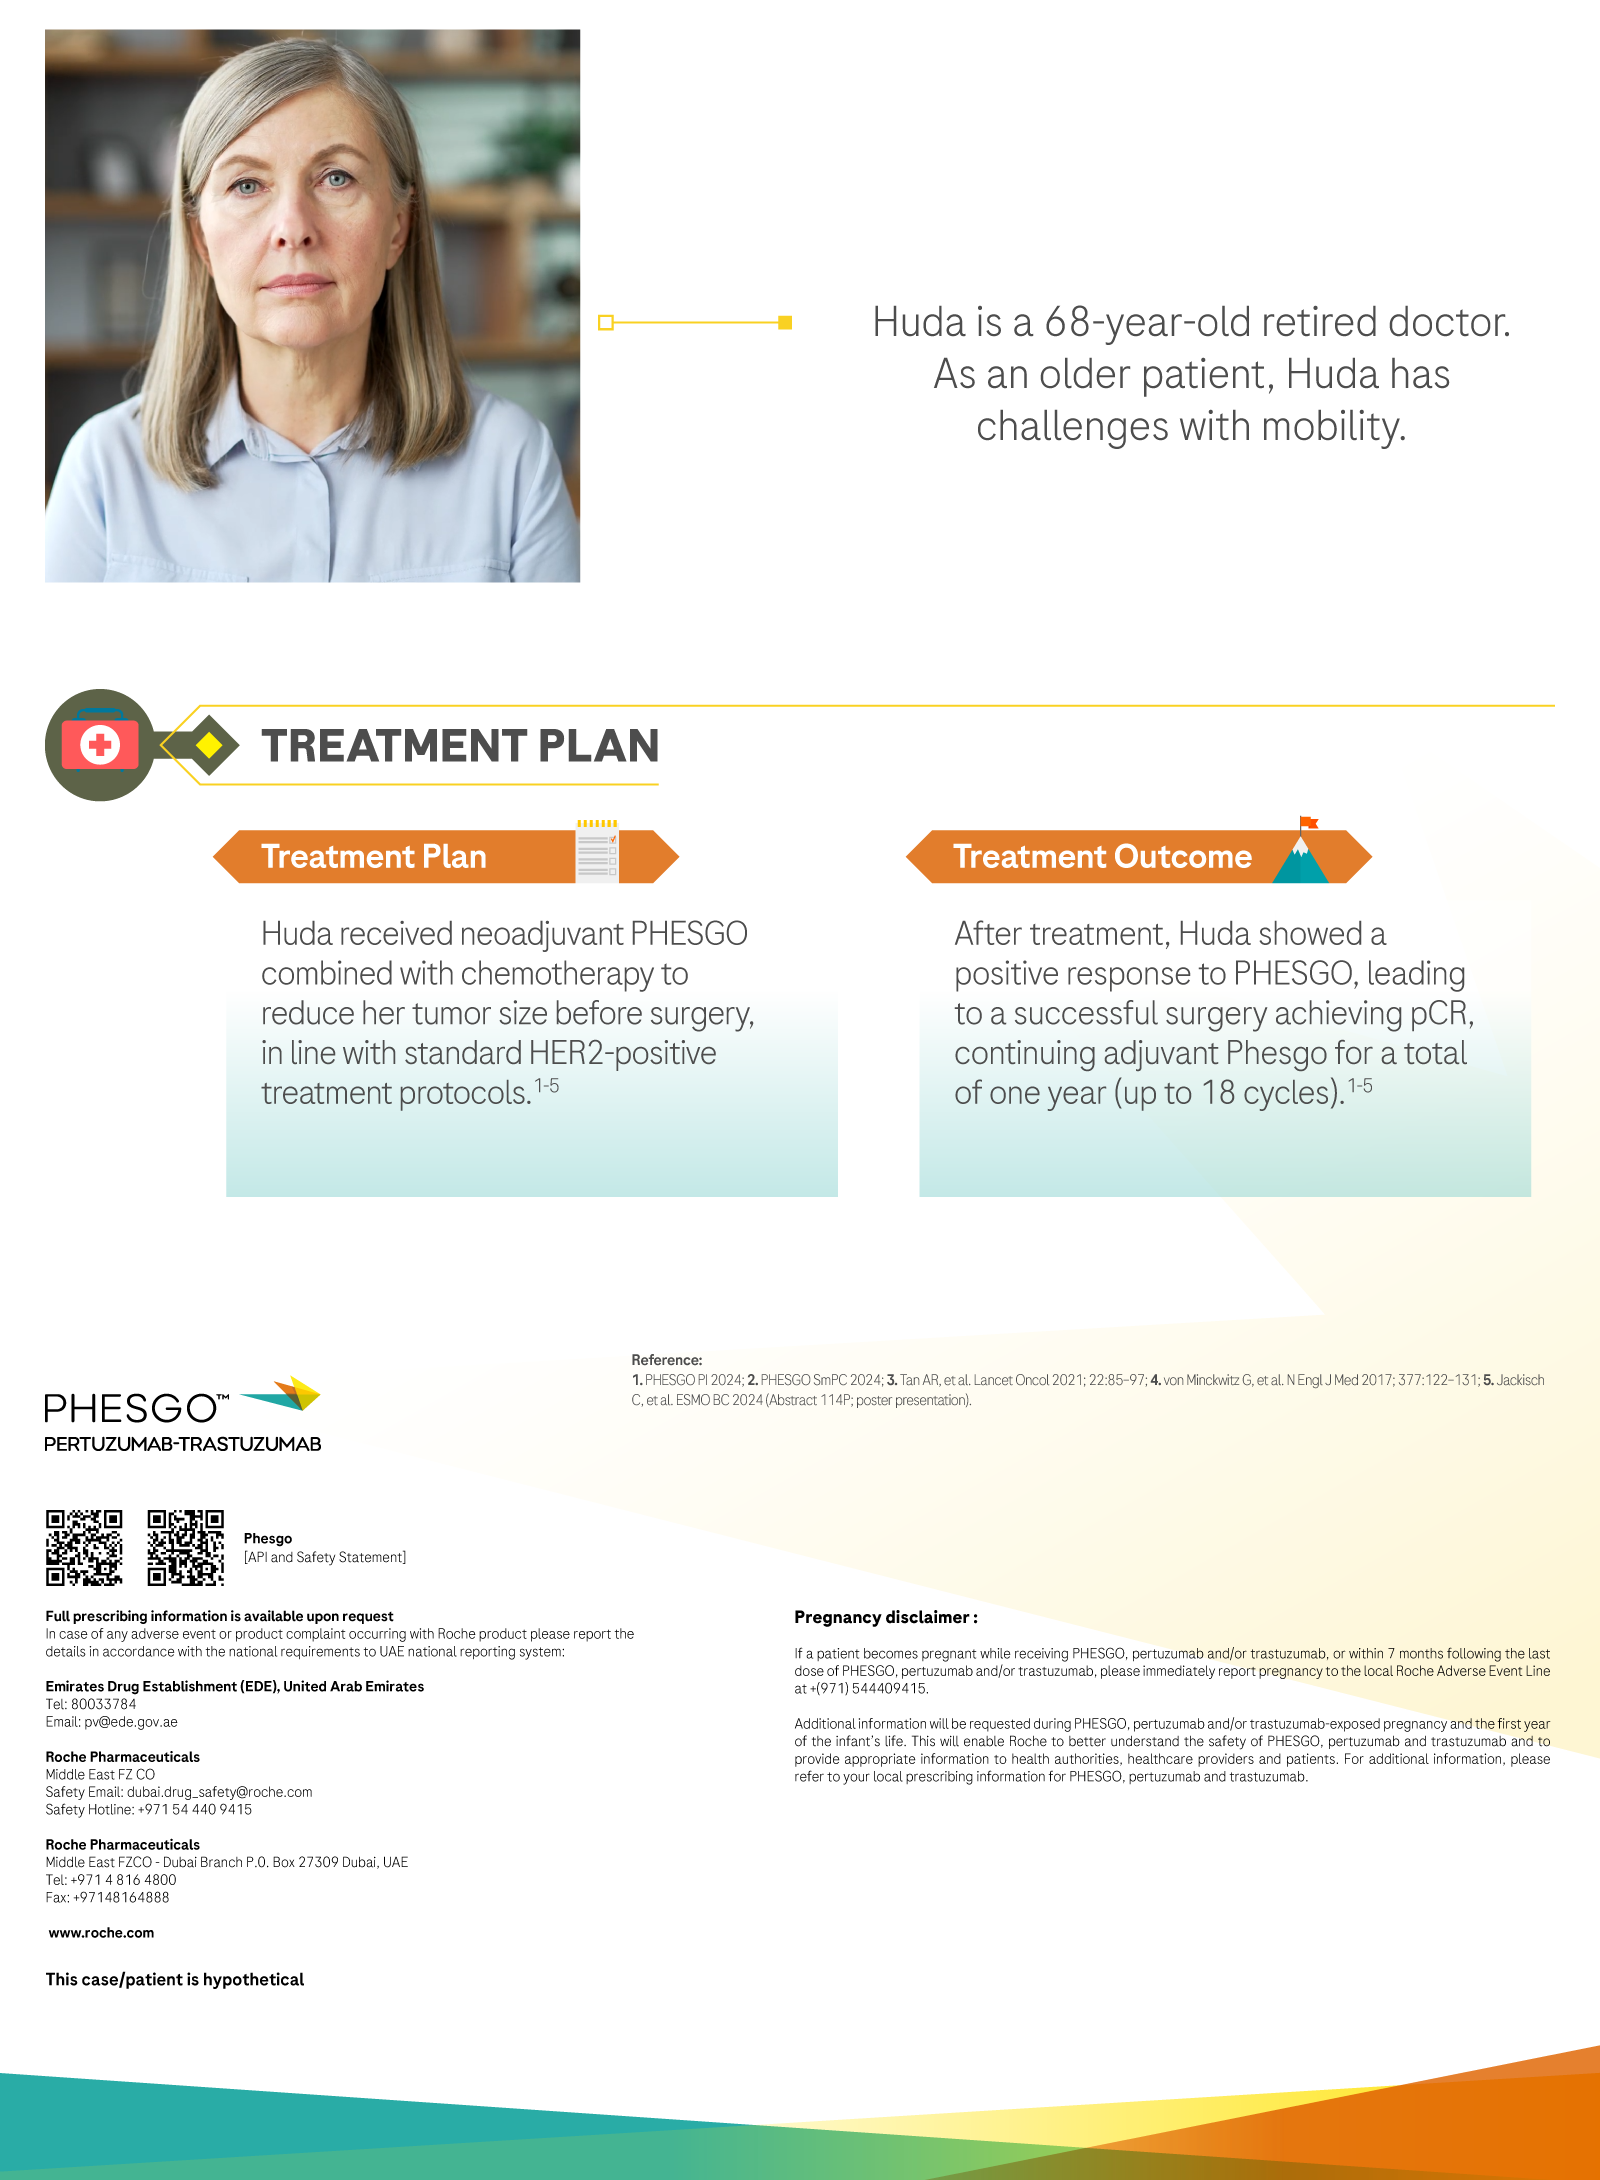 Huda is a 68-year-old retired doctor.
As an older patient, Huda has
challenges with mobility.
TREATMENT PLAN
Treatment Plan
Huda received neoadjuvant PHESGO
combined with chemotherapy to
reduce her tumor size before surgery,
in line with standard HER2-positive
treatment protocols.1-5
Treatment Outcome
After treatment, Huda showed a
positive response to PHESGO, leading
to a successful surgery achieving pCR,
continuing adjuvant Phesgo for a total
of one year (up to 18 cycles).1-5
Reference:
1. PHESGO PI 2024; 2. PHESGO SmPC 2024; 3. Tan AR, et al. Lancet Oncol 2021; 22:85–97; 4. von Minckwitz G, et al. N Engl J Med 2017; 377:122–131; 5. Jackisch
C, et al. ESMO BC 2024 (Abstract 114P; poster presentation).
PHESGO™
PERTUZUMAB-TRASTUZUMAB
Phesgo
[API and Safety Statement]
Full prescribing information is available upon request
In case of any adverse event or product complaint occurring with Roche product please report the
details in accordance with the national requirements to UAE national reporting system:
Emirates Drug Establishment (EDE), United Arab Emirates
Tel: 80033784
Email: pv@ede.gov.ae
Roche Pharmaceuticals
Middle East FZ CO
Safety Email: dubai.drug_safety@roche.com
Safety Hotline: +971 54 440 9415
Roche Pharmaceuticals
Middle East FZCO - Dubai Branch P.O. Box 27309 Dubai, UAE
Tel: +971 4 816 4800
Fax: +97148164888
www.roche.com
This case/patient is hypothetical
Pregnancy disclaimer :
If a patient becomes pregnant while receiving PHESGO, pertuzumab and/or trastuzumab, or within 7 months following the last
dose of PHESGO, pertuzumab and/or trastuzumab, please immediately report pregnancy to the local Roche Adverse Event Line
at +(971) 544409415.
Additional information will be requested during PHESGO, pertuzumab and/or trastuzumab-exposed pregnancy and the first year
of the infant's life. This will enable Roche to better understand the safety of PHESGO, pertuzumab and trastuzumab and to
provide appropriate information to health authorities, healthcare providers and patients. For additional information, please
refer to your local prescribing information for PHESGO, pertuzumab and trastuzumab.